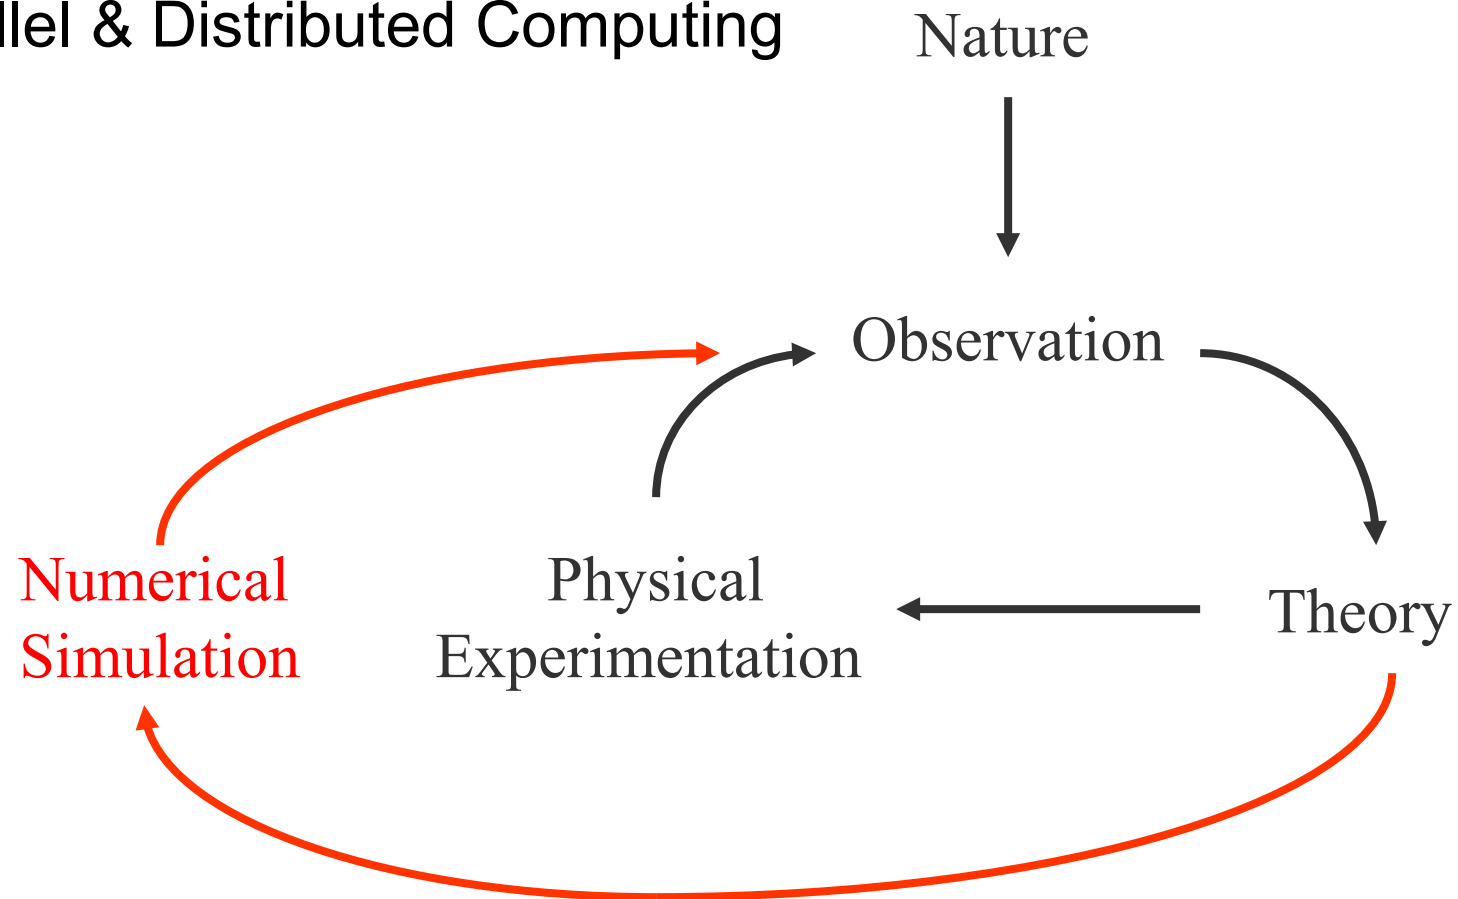 llel & Distributed Computing
Nature
Observation
Numerical
Simulation
Physical
Experimentation
Theory